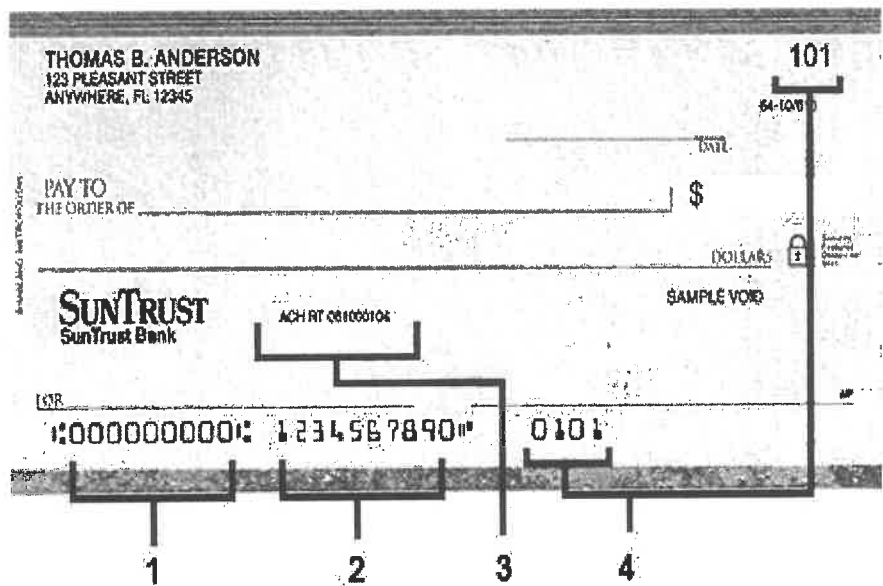 THOMAS B. ANDERSON
123 PLEASANT STREET
ANYWHERE, FL 12345
101
DATE
PAY TO
THE ORDER OF
$
DOLLARS
SUNTRUST
SunTrust Bank
ACH RT 061000104
SAMPLE VOID
FOR
⑆000000000⑆ 1234567890⑈ 0101
1 2 3 4